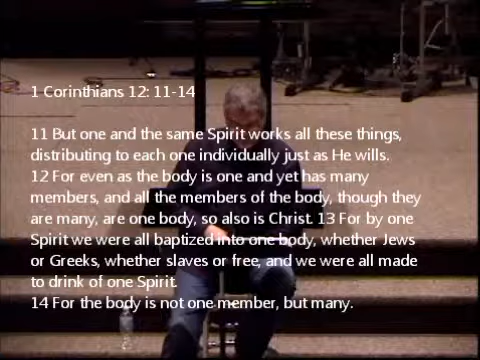 1 Corinthians 12: 11-14
11 But one and the same Spirit works all these things,
distributing to each one individually just as He wills.
12 For even as the body is one and yet has many
members, and all the members of the body, though they
are many, are one body, so also is Christ. 13 For by one
Spirit we were all baptized into one body, whether Jews
or Greeks, whether slaves or free, and we were all made
to drink of one Spirit.
14 For the body is not one member, but many.